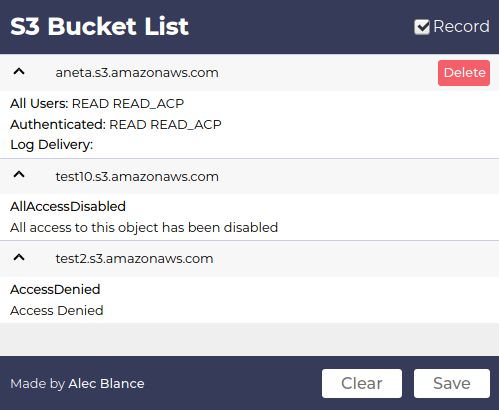 S3 Bucket List
Record
aneta.s3.amazonaws.com
Delete
All Users: READ READ_ACP
Authenticated: READ READ_ACP
Log Delivery:
test10.s3.amazonaws.com
AllAccessDisabled
All access to this object has been disabled
test2.s3.amazonaws.com
AccessDenied
Access Denied
Made by Alec Blance
Clear
Save